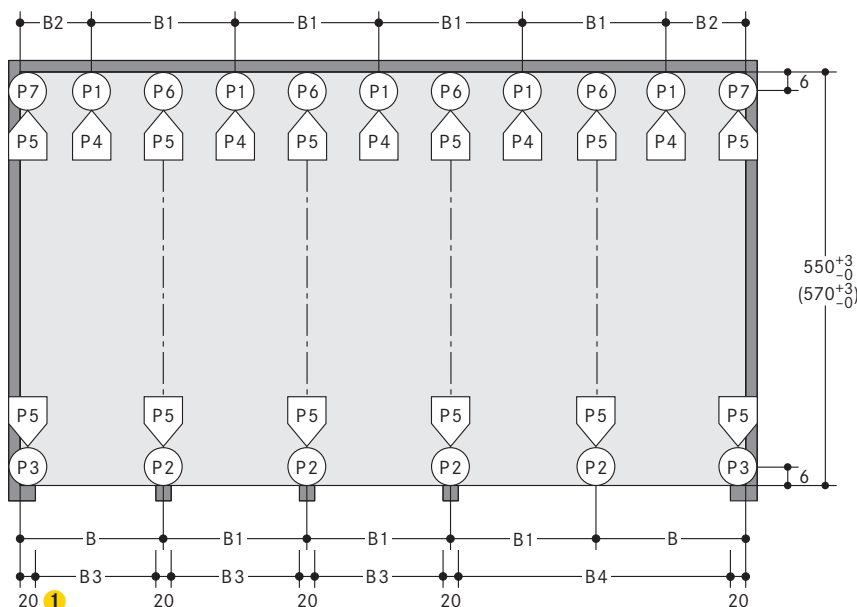 B2 B1 B1 B1 B1 B2
P7 P1 P6 P1 P6 P1 P6 P1 P6 P1 P7
6
P5 P4 P5 P4 P5 P4 P5 P4 P5 P4 P5
550 +3 -0
(570 +3 -0)
P5 P5 P5 P5 P5 P5
P3 P2 P2 P2 P2 P3
6
B B1 B1 B1 B
B3 B3 B3 B4
20 1 20 20 20 20